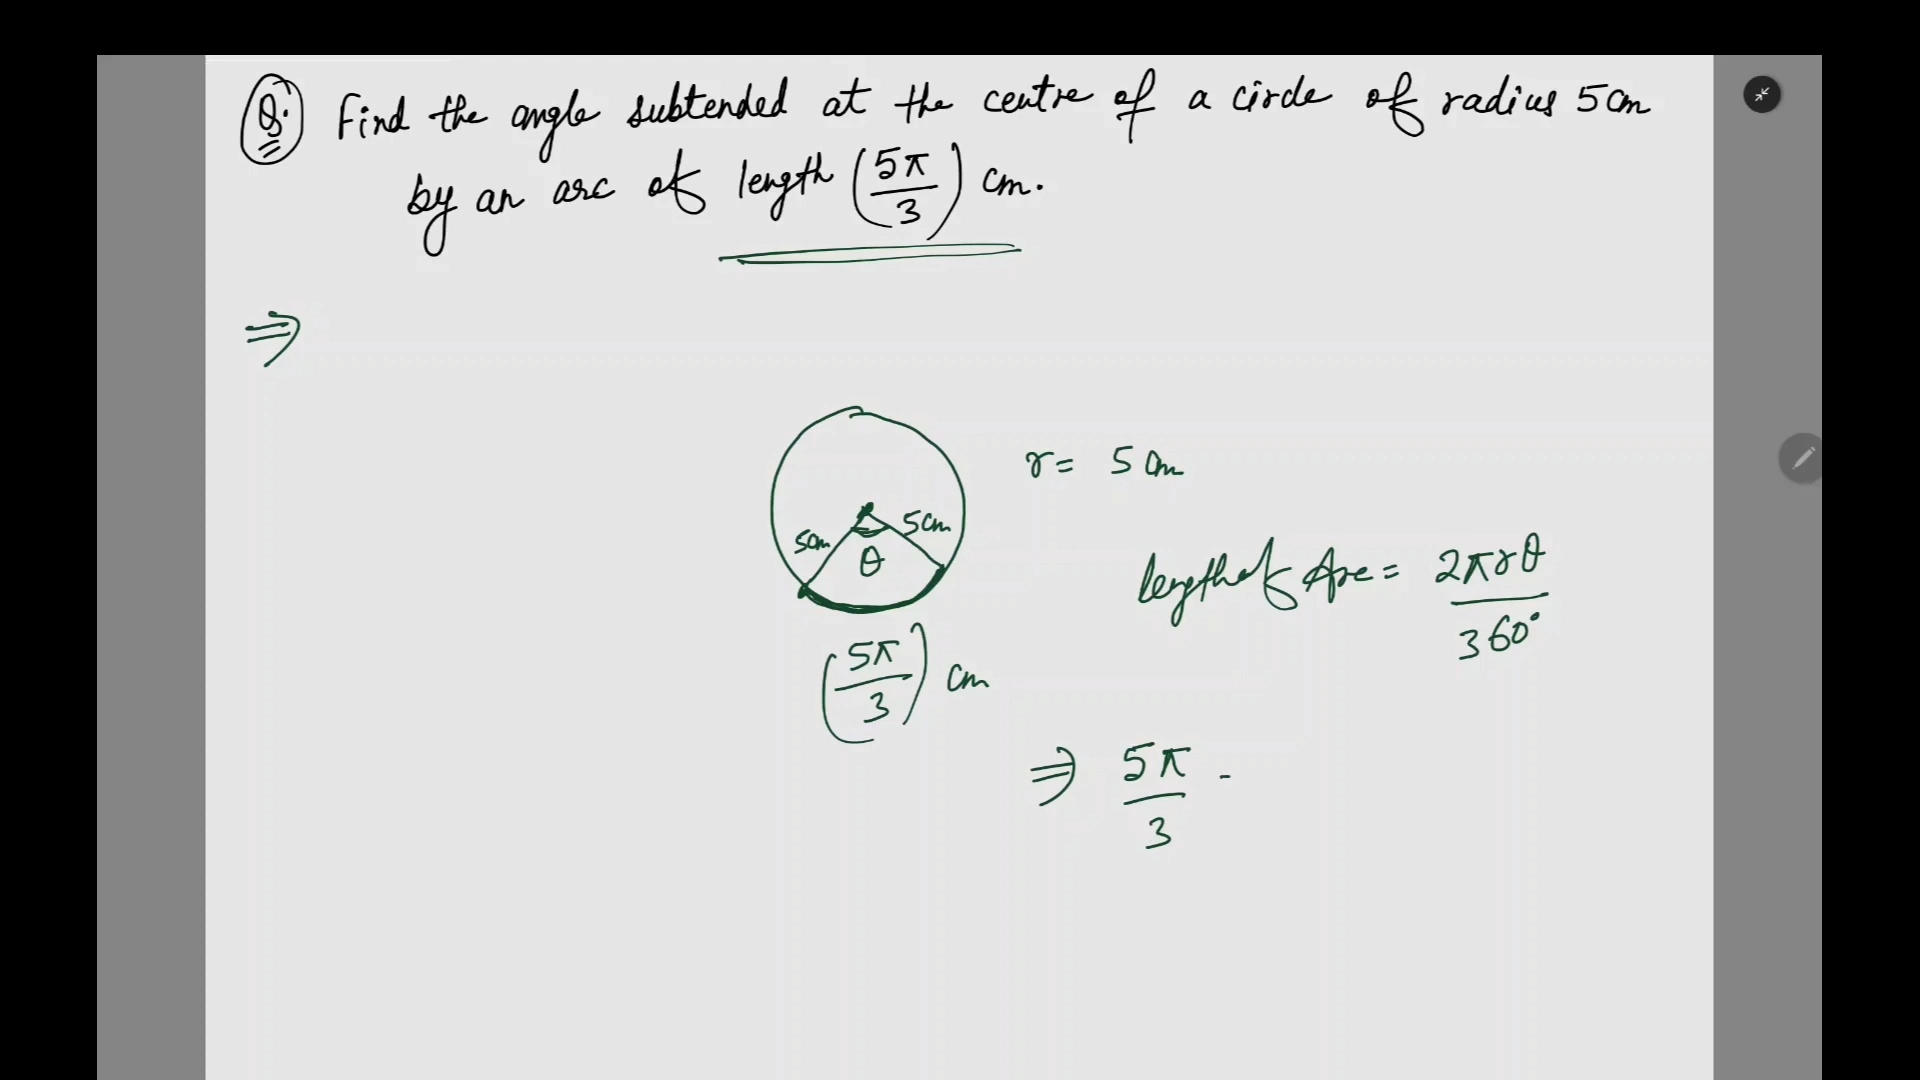 Q. Find the angle subtended at the centre of a circle of radius 5cm
by an arc of length (5π/3) cm.
⇒
r = 5 cm
5cm
5cm
θ
length of Arc = 2πrθ/360°
(5π/3) cm
⇒ 5π/3 -